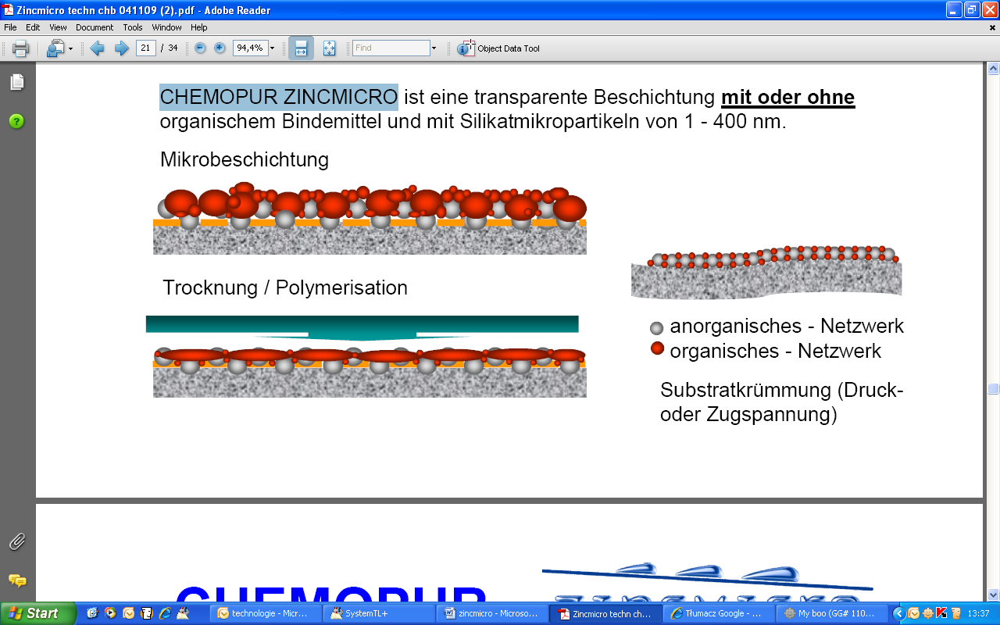 Zincmicro techn chb 041109 (2).pdf - Adobe Reader
File Edit View Document Tools Window Help
21 / 34 94,4% Find Object Data Tool
CHEMOPUR ZINCMICRO ist eine transparente Beschichtung mit oder ohne
organischem Bindemittel und mit Silikatmikropartikeln von 1 - 400 nm.
Mikrobeschichtung
Trocknung / Polymerisation
anorganisches - Netzwerk
organisches - Netzwerk
Substratkrümmung (Druck-
oder Zugspannung)
CHEMOPUR
Start technologie - Micr... SystemTL+ zincmicro - Microso... Zincmicro techn ch... Tłumacz Google - ... My boo (GG# 110... 13:37